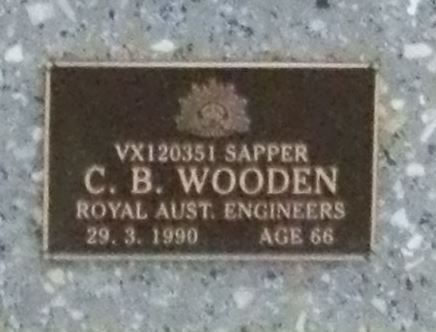 VX120351 SAPPER
C. B. WOODEN
ROYAL AUST. ENGINEERS
29. 3. 1990 AGE 66